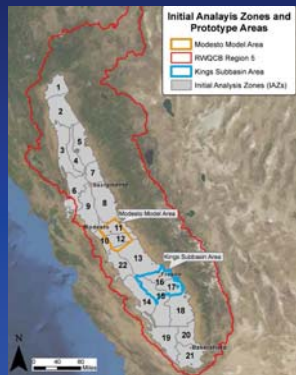 Initial Analayis Zones and
Prototype Areas
Modesto Model Area
RWQCB Region 5
Kings Subbasin Area
Initial Analysis Zones (IAZs)
1
2
3
5
4
7
6
Sacramento
9
8
Modesto Model Area
11
Modesto
10
12
13
Kings Subbasin Area
22
Fresno
16
17
15
14
18
19
20
Bakersfield
21
N
0
40
80
Miles